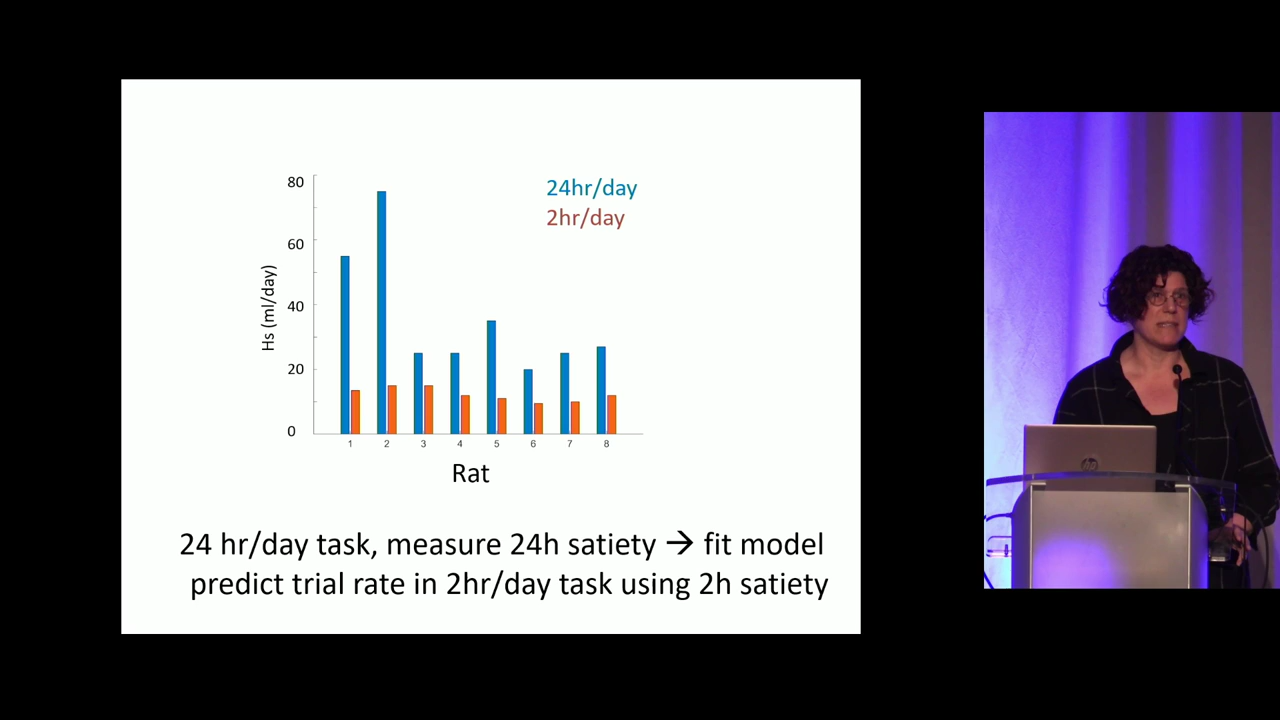 80
60
40
20
0
Hs (ml/day)
24hr/day
2hr/day
1 2 3 4 5 6 7 8
Rat
24 hr/day task, measure 24h satiety → fit model
predict trial rate in 2hr/day task using 2h satiety
hp